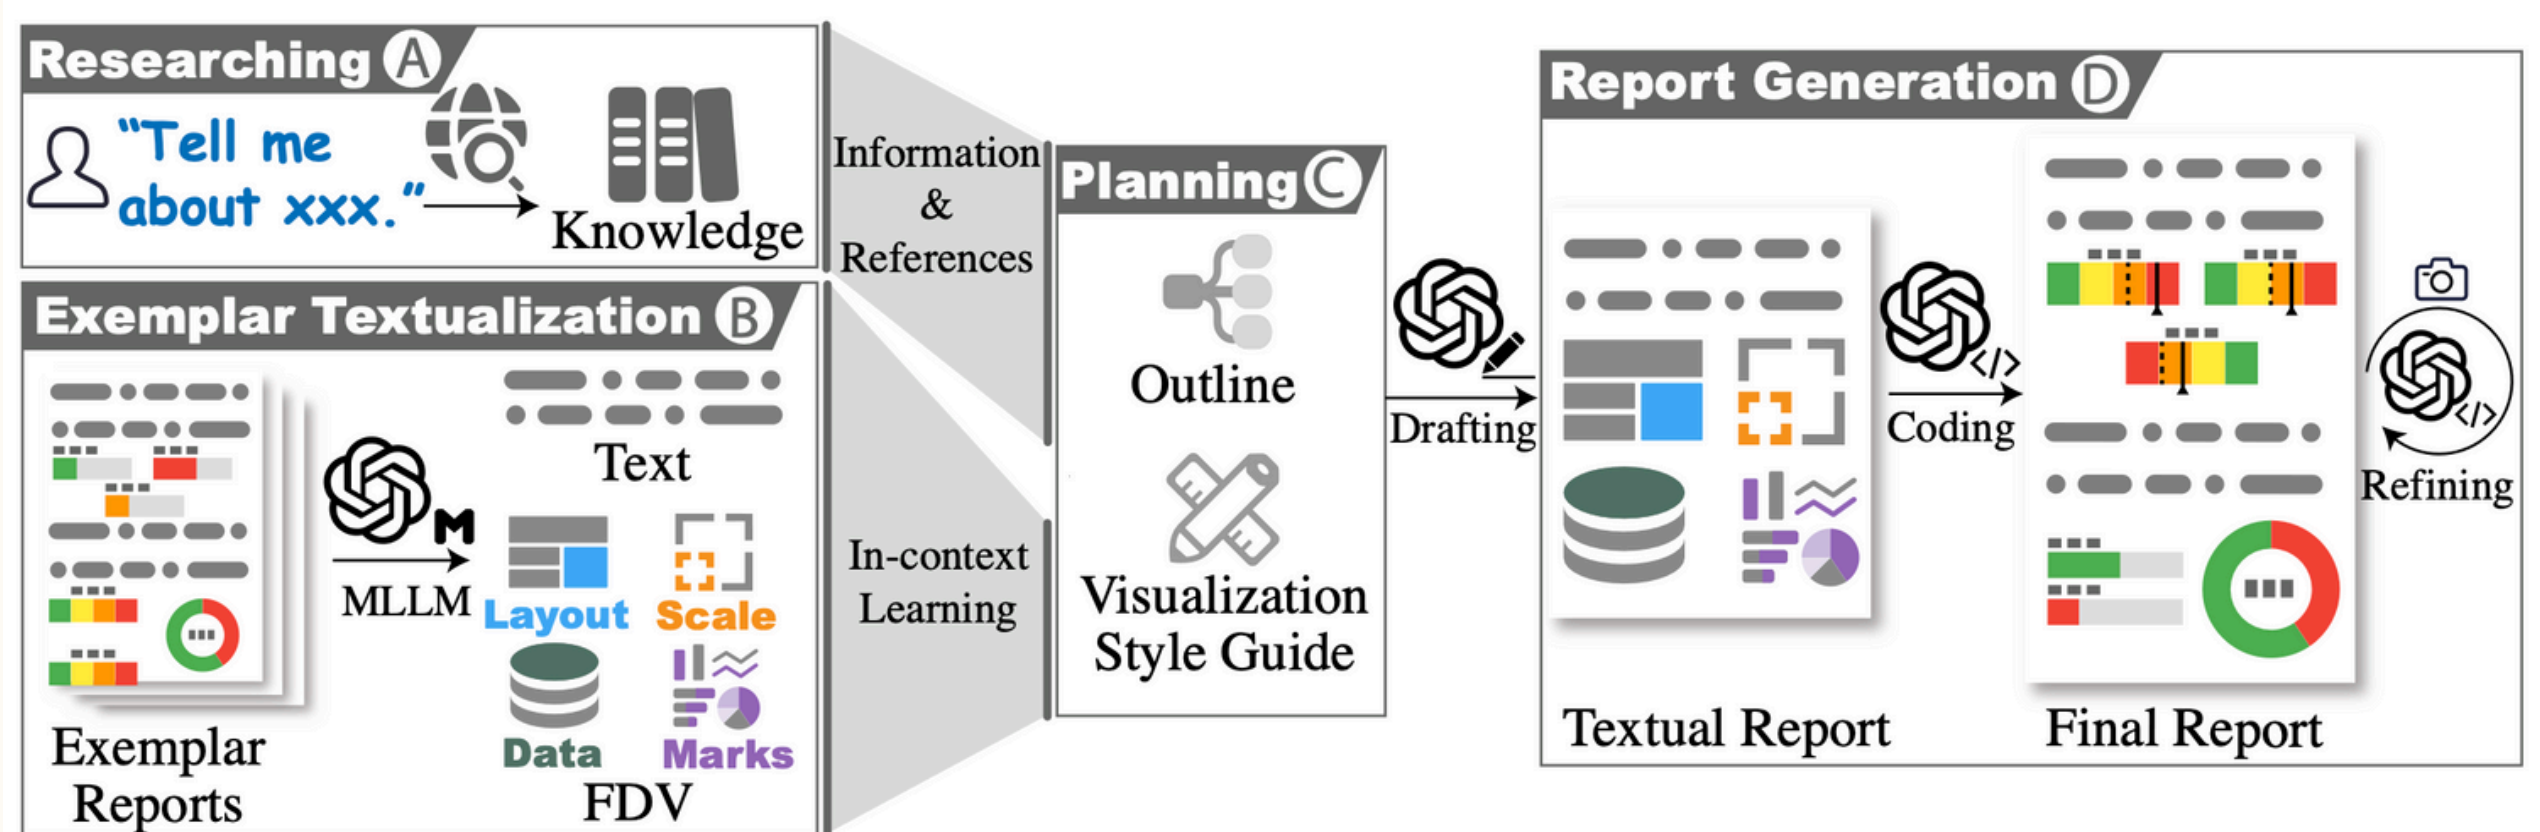 Researching A
“Tell me
about xxx.”
Knowledge
Exemplar Textualization B
Exemplar
Reports
M
MLLM
Text
Layout
Scale
Data
Marks
FDV
Information
&
References
In-context
Learning
Planning C
Outline
Visualization
Style Guide
Drafting
Report Generation D
Textual Report
</>
Coding
Final Report
</>
Refining